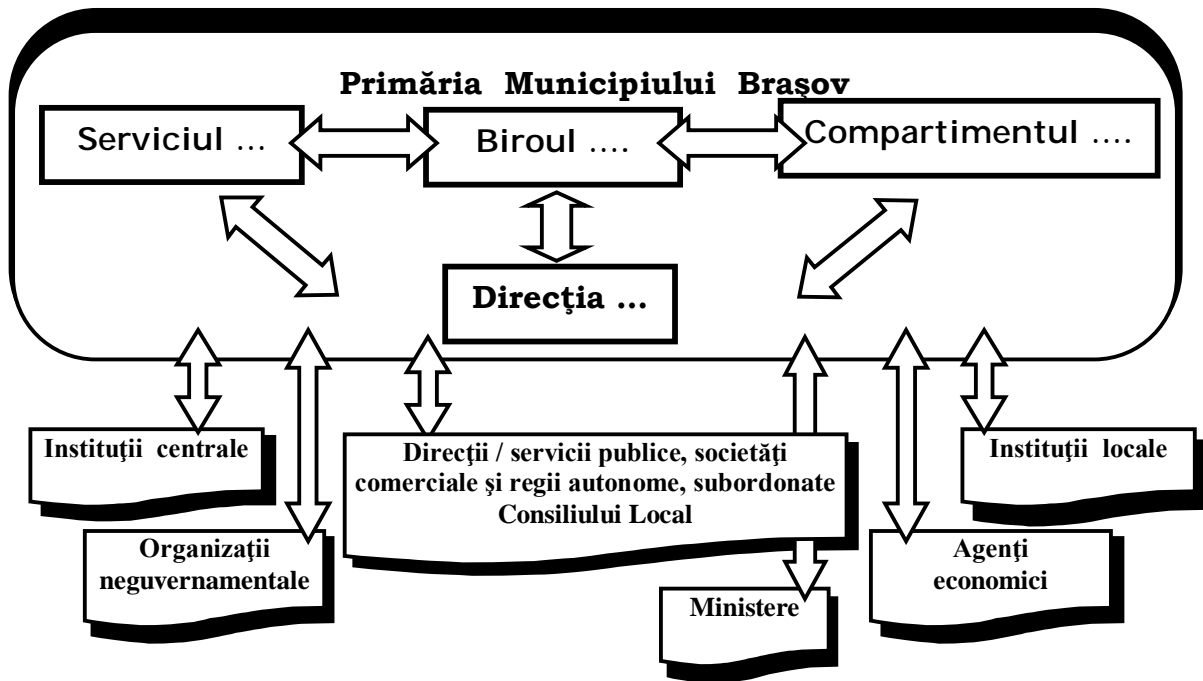 Primăria Municipiului Braşov
Serviciul ...
Biroul ....
Compartimentul ....
Direcţia ...
Instituţii centrale
Direcţii / servicii publice, societăţi
comerciale şi regii autonome, subordonate
Consiliului Local
Instituţii locale
Organizaţii
neguvernamentale
Ministere
Agenţi
economici